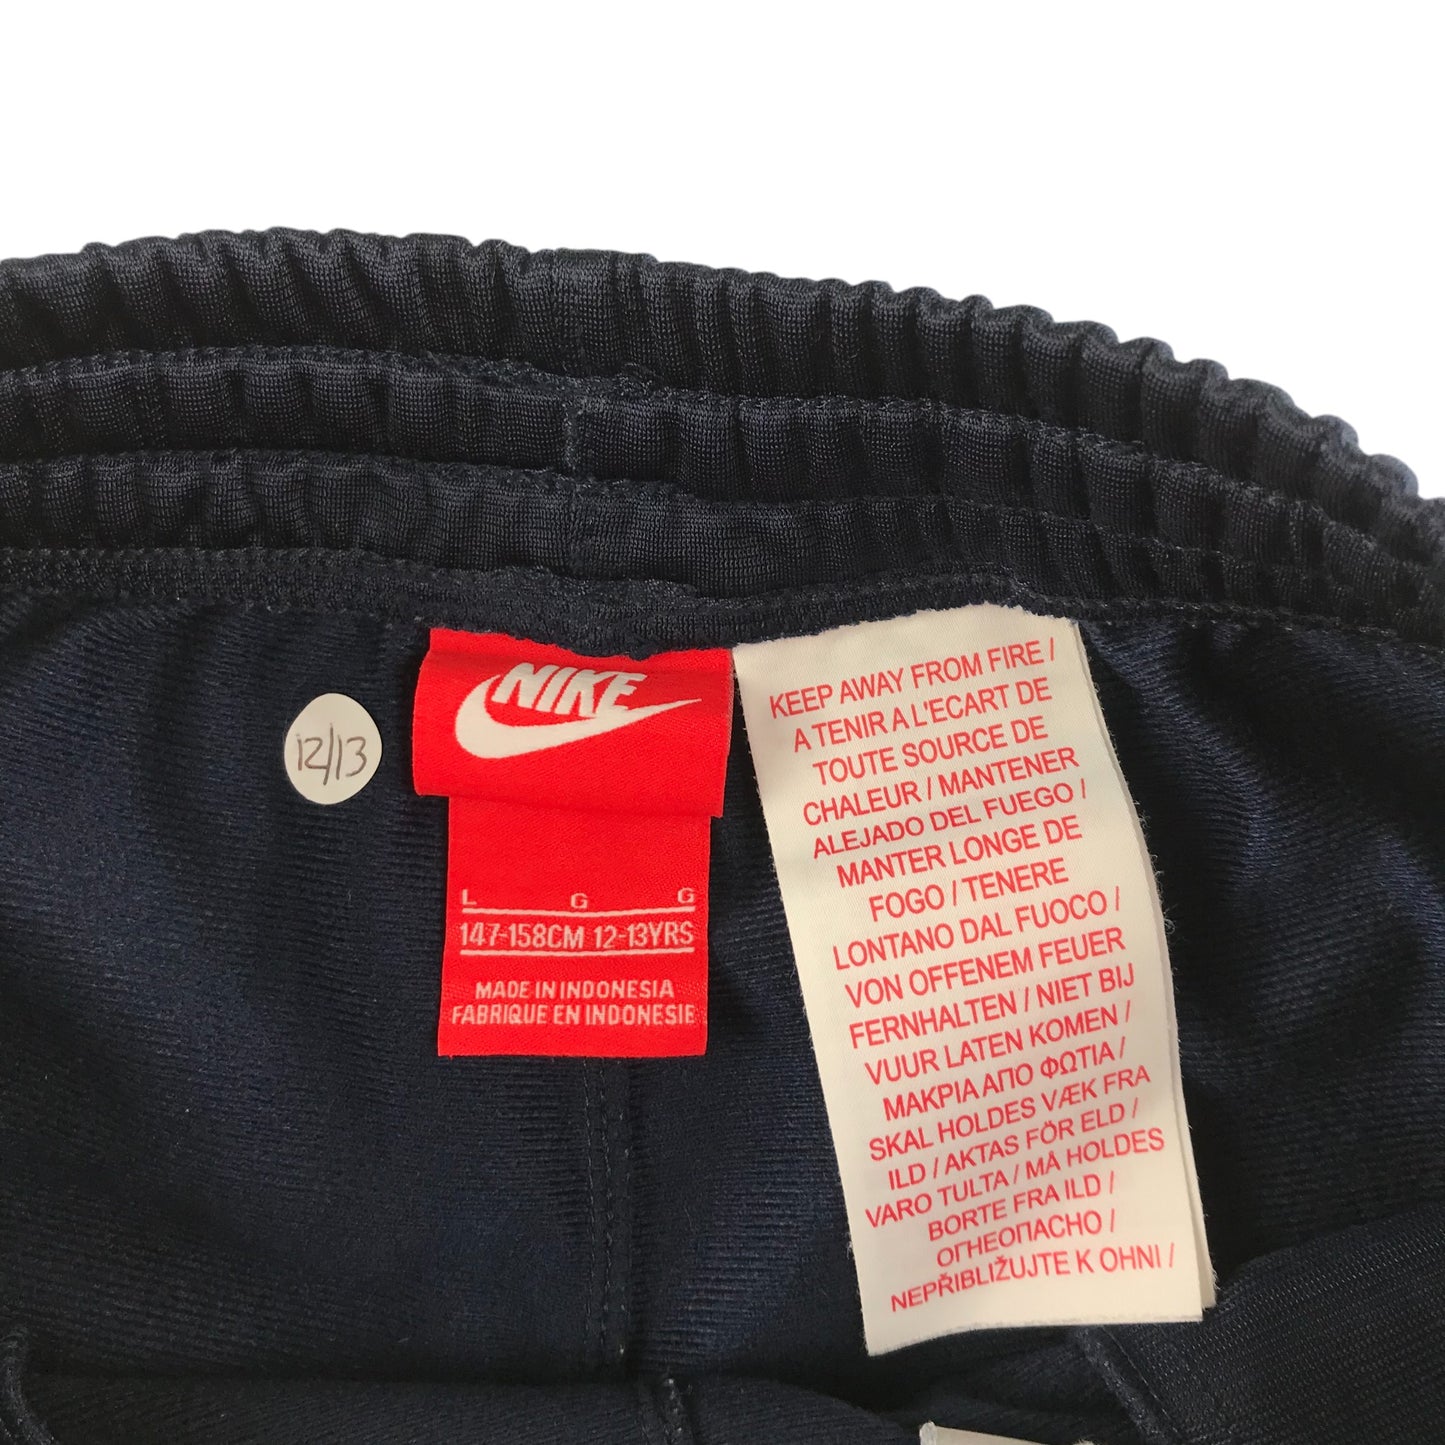 12/13
NIKE
L G G
147-158CM 12-13YRS
MADE IN INDONESIA
FABRIQUE EN INDONESIE
KEEP AWAY FROM FIRE /
A TENIR A L'ECART DE
TOUTE SOURCE DE
CHALEUR / MANTENER
ALEJADO DEL FUEGO /
MANTER LONGE DE
FOGO / TENERE
LONTANO DAL FUOCO /
VON OFFENEM FEUER
FERNHALTEN / NIET BIJ
VUUR LATEN KOMEN /
ΜΑΚΡΙΑ ΑΠΟ ΦΩΤΙΑ /
SKAL HOLDES VÆK FRA
ILD / AKTAS FÖR ELD /
VARO TULTA / MÅ HOLDES
BORTE FRA ILD /
ОГНЕОПАСНО /
NEPŘIBLIŽUJTE K OHNI /